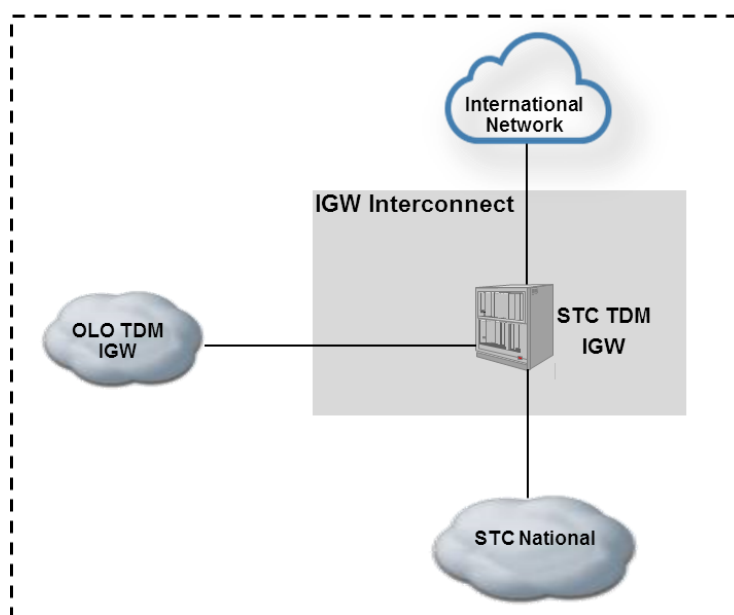 International
Network
IGW Interconnect
OLO TDM
IGW
STC TDM
IGW
STC National